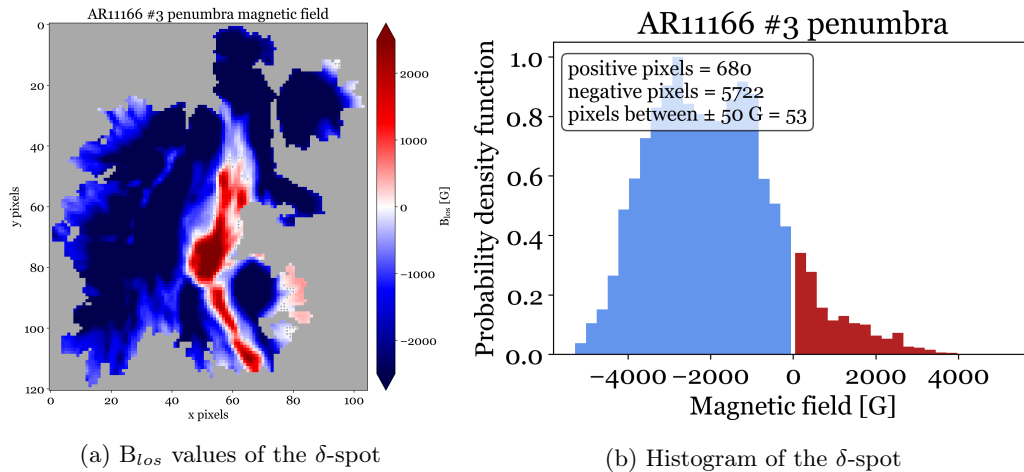 AR11166 #3 penumbra magnetic field
0
20
40
60
80
100
120
y pixels
0
20
40
60
80
100
x pixels
2000
1000
0
−1000
−2000
B_los [G]
(a) B_los values of the δ-spot
AR11166 #3 penumbra
positive pixels = 680
negative pixels = 5722
pixels between ± 50 G = 53
Probability density function
1.0
0.8
0.6
0.4
0.2
0.0
−4000
−2000
0
2000
4000
Magnetic field [G]
(b) Histogram of the δ-spot